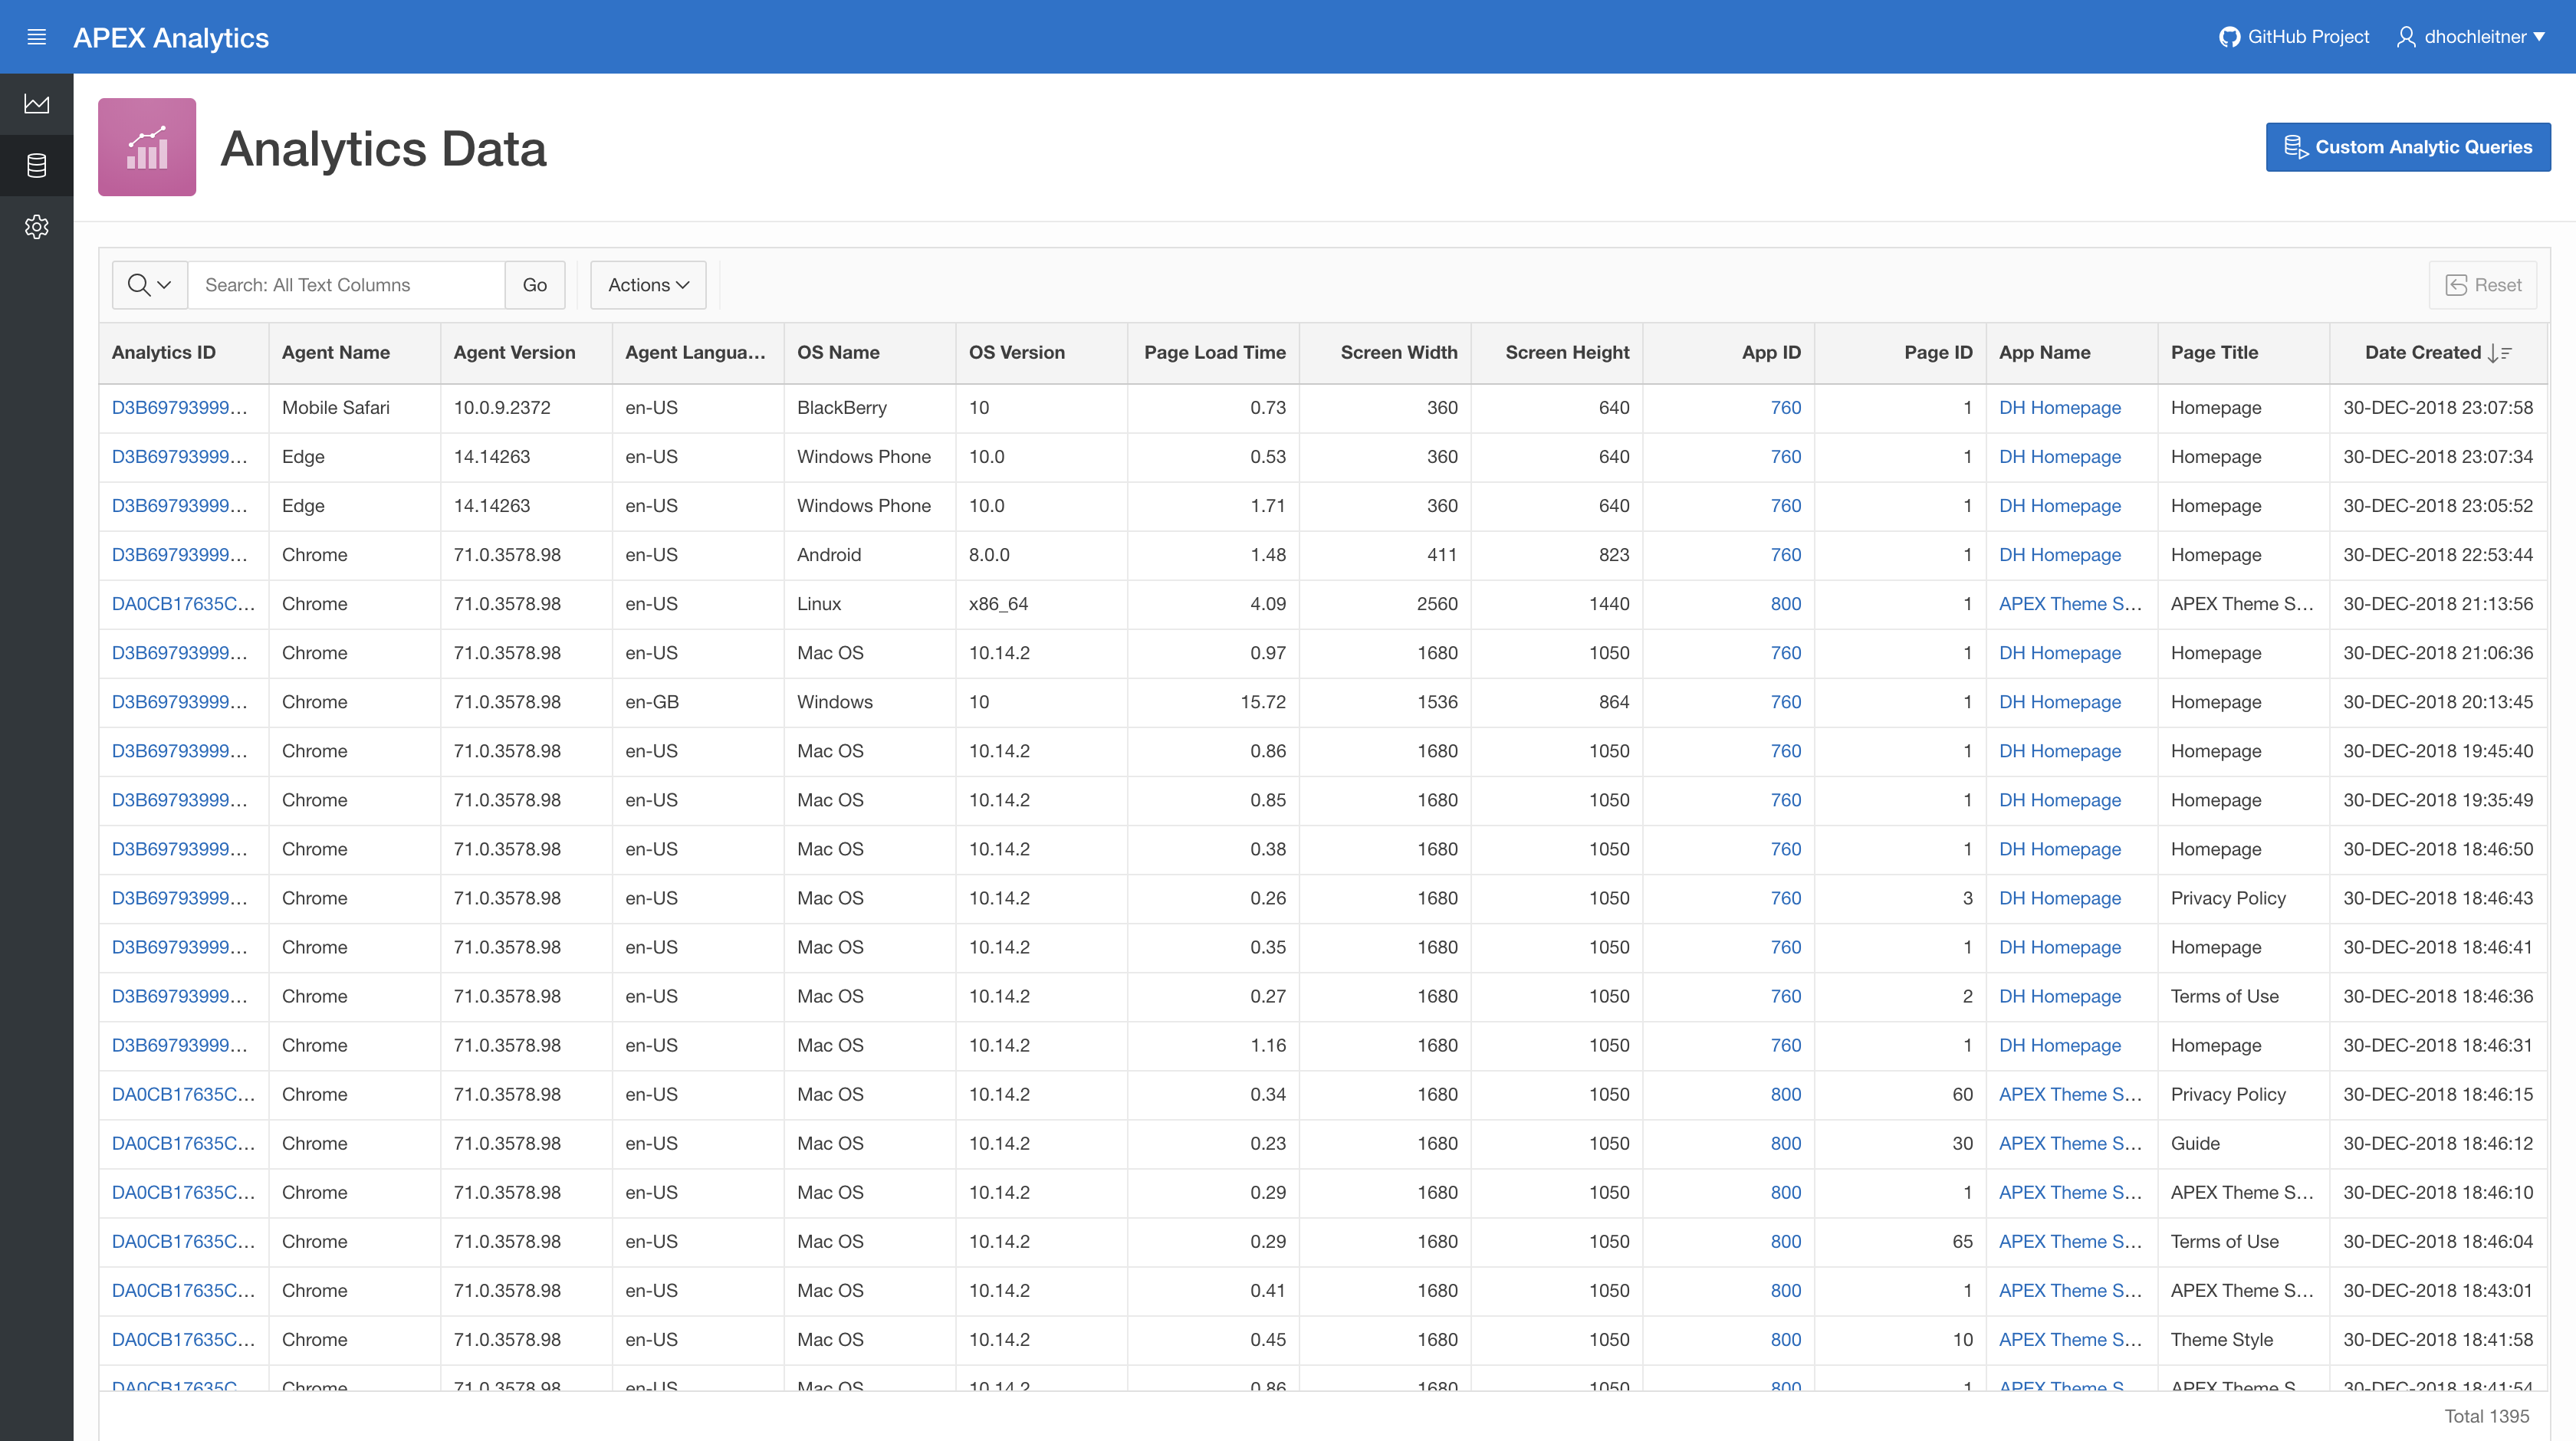 APEX Analytics GitHub Project dhochleitner
Analytics Data Custom Analytic Queries
Search: All Text Columns Go Actions Reset
Analytics ID Agent Name Agent Version Agent Langua... OS Name OS Version Page Load Time Screen Width Screen Height App ID Page ID App Name Page Title Date Created
D3B69793999... Mobile Safari 10.0.9.2372 en-US BlackBerry 10 0.73 360 640 760 1 DH Homepage Homepage 30-DEC-2018 23:07:58
D3B69793999... Edge 14.14263 en-US Windows Phone 10.0 0.53 360 640 760 1 DH Homepage Homepage 30-DEC-2018 23:07:34
D3B69793999... Edge 14.14263 en-US Windows Phone 10.0 1.71 360 640 760 1 DH Homepage Homepage 30-DEC-2018 23:05:52
D3B69793999... Chrome 71.0.3578.98 en-US Android 8.0.0 1.48 411 823 760 1 DH Homepage Homepage 30-DEC-2018 22:53:44
DA0CB17635C... Chrome 71.0.3578.98 en-US Linux x86_64 4.09 2560 1440 800 1 APEX Theme S... APEX Theme S... 30-DEC-2018 21:13:56
D3B69793999... Chrome 71.0.3578.98 en-US Mac OS 10.14.2 0.97 1680 1050 760 1 DH Homepage Homepage 30-DEC-2018 21:06:36
D3B69793999... Chrome 71.0.3578.98 en-GB Windows 10 15.72 1536 864 760 1 DH Homepage Homepage 30-DEC-2018 20:13:45
D3B69793999... Chrome 71.0.3578.98 en-US Mac OS 10.14.2 0.86 1680 1050 760 1 DH Homepage Homepage 30-DEC-2018 19:45:40
D3B69793999... Chrome 71.0.3578.98 en-US Mac OS 10.14.2 0.85 1680 1050 760 1 DH Homepage Homepage 30-DEC-2018 19:35:49
D3B69793999... Chrome 71.0.3578.98 en-US Mac OS 10.14.2 0.38 1680 1050 760 1 DH Homepage Homepage 30-DEC-2018 18:46:50
D3B69793999... Chrome 71.0.3578.98 en-US Mac OS 10.14.2 0.26 1680 1050 760 3 DH Homepage Privacy Policy 30-DEC-2018 18:46:43
D3B69793999... Chrome 71.0.3578.98 en-US Mac OS 10.14.2 0.35 1680 1050 760 1 DH Homepage Homepage 30-DEC-2018 18:46:41
D3B69793999... Chrome 71.0.3578.98 en-US Mac OS 10.14.2 0.27 1680 1050 760 2 DH Homepage Terms of Use 30-DEC-2018 18:46:36
D3B69793999... Chrome 71.0.3578.98 en-US Mac OS 10.14.2 1.16 1680 1050 760 1 DH Homepage Homepage 30-DEC-2018 18:46:31
DA0CB17635C... Chrome 71.0.3578.98 en-US Mac OS 10.14.2 0.34 1680 1050 800 60 APEX Theme S... Privacy Policy 30-DEC-2018 18:46:15
DA0CB17635C... Chrome 71.0.3578.98 en-US Mac OS 10.14.2 0.23 1680 1050 800 30 APEX Theme S... Guide 30-DEC-2018 18:46:12
DA0CB17635C... Chrome 71.0.3578.98 en-US Mac OS 10.14.2 0.29 1680 1050 800 1 APEX Theme S... APEX Theme S... 30-DEC-2018 18:46:10
DA0CB17635C... Chrome 71.0.3578.98 en-US Mac OS 10.14.2 0.29 1680 1050 800 65 APEX Theme S... Terms of Use 30-DEC-2018 18:46:04
DA0CB17635C... Chrome 71.0.3578.98 en-US Mac OS 10.14.2 0.41 1680 1050 800 1 APEX Theme S... APEX Theme S... 30-DEC-2018 18:43:01
DA0CB17635C... Chrome 71.0.3578.98 en-US Mac OS 10.14.2 0.45 1680 1050 800 10 APEX Theme S... Theme Style 30-DEC-2018 18:41:58
DA0CB17635C Chrome 71.0.3578.98 en-US Mac OS 10.14.2 0.86 1680 1050 800 1 APEX Theme S APEX Theme S 30-DEC-2018 18:41:54
Total 1395